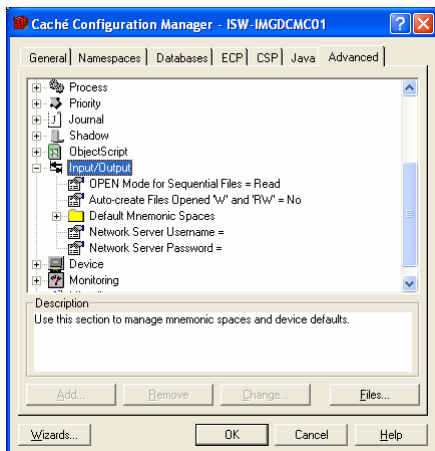 Caché Configuration Manager - ISW-IMGDCMC01
General Namespaces Databases ECP CSP Java Advanced
Process
Priority
Journal
Shadow
ObjectScript
Input/Output
OPEN Mode for Sequential Files = Read
Auto-create Files Opened 'W' and 'RW' = No
Default Mnemonic Spaces
Network Server Username =
Network Server Password =
Device
Monitoring
Description
Use this section to manage mnemonic spaces and device defaults.
Add... Remove Change... Files...
Wizards... OK Cancel Help